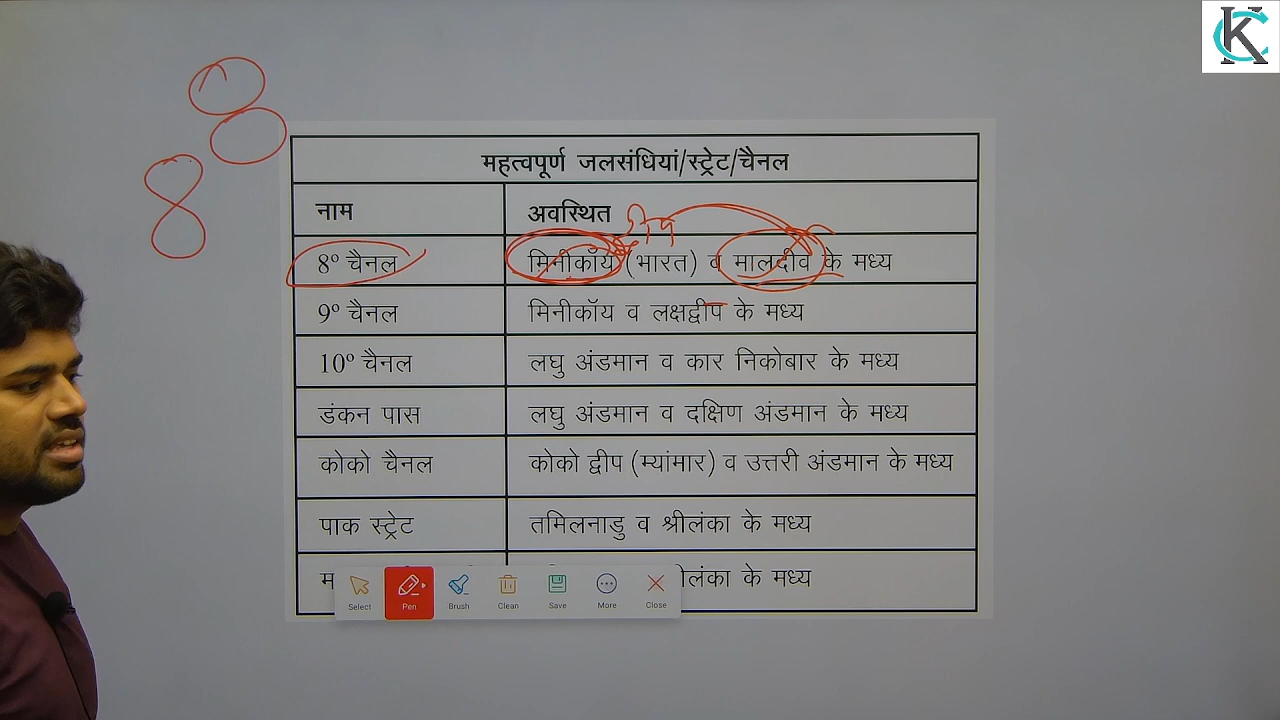 8
महत्वपूर्ण जलसंधियां/स्ट्रेट/चैनल
नाम अवस्थित
द्वीप
8° चैनल मिनीकॉय (भारत) व मालदीव के मध्य
9° चैनल मिनीकॉय व लक्षद्वीप के मध्य
10° चैनल लघु अंडमान व कार निकोबार के मध्य
डंकन पास लघु अंडमान व दक्षिण अंडमान के मध्य
कोको चैनल कोको द्वीप (म्यांमार) व उत्तरी अंडमान के मध्य
पाक स्ट्रेट तमिलनाडु व श्रीलंका के मध्य
के मध्य
Select Pen Brush Clean Save More Close
KC